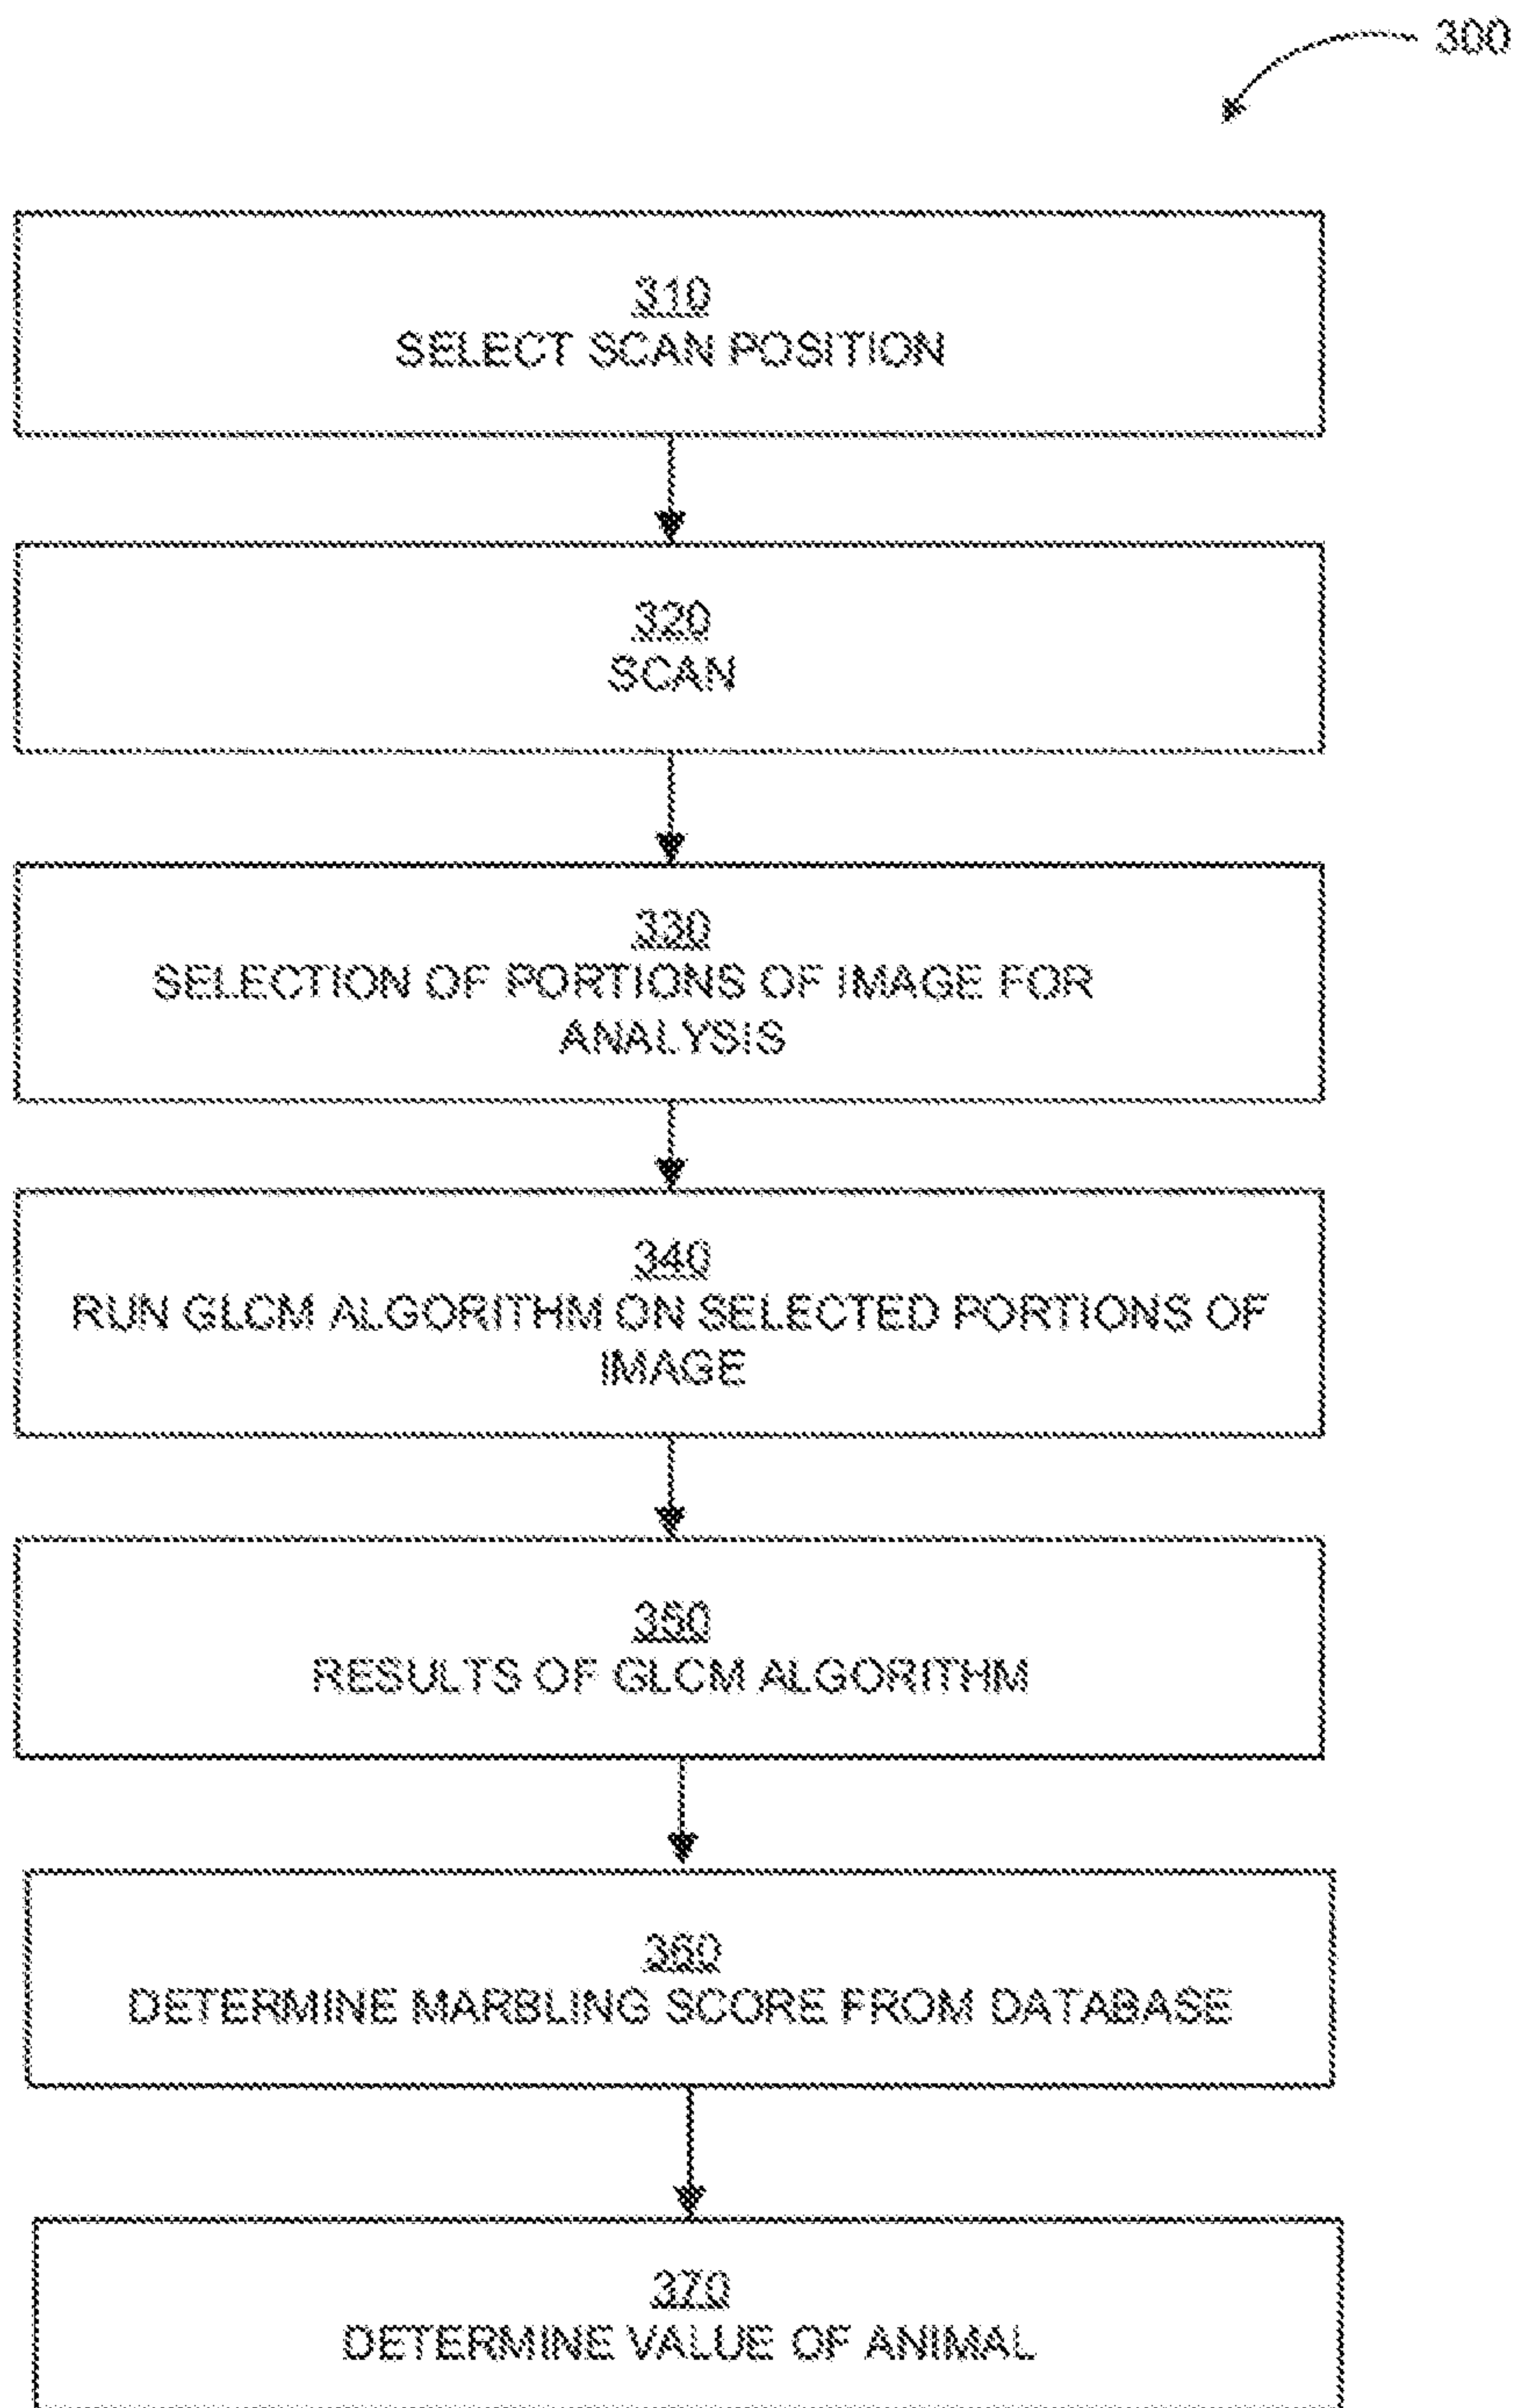 300
310
SELECT SCAN POSITION
320
SCAN
330
SELECTION OF PORTIONS OF IMAGE FOR
ANALYSIS
340
RUN GLCM ALGORITHM ON SELECTED PORTIONS OF
IMAGE
350
RESULTS OF GLCM ALGORITHM
360
DETERMINE MARBLING SCORE FROM DATABASE
370
DETERMINE VALUE OF ANIMAL